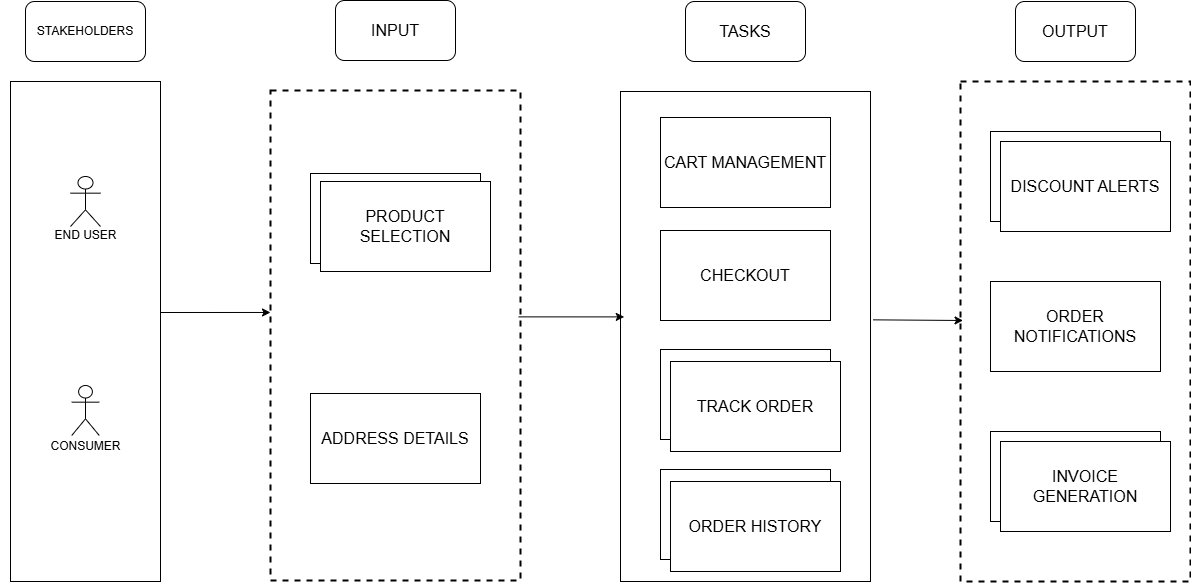 STAKEHOLDERS
INPUT
TASKS
OUTPUT
END USER
CONSUMER
PRODUCT
SELECTION
ADDRESS DETAILS
CART MANAGEMENT
CHECKOUT
TRACK ORDER
ORDER HISTORY
DISCOUNT ALERTS
ORDER
NOTIFICATIONS
INVOICE
GENERATION